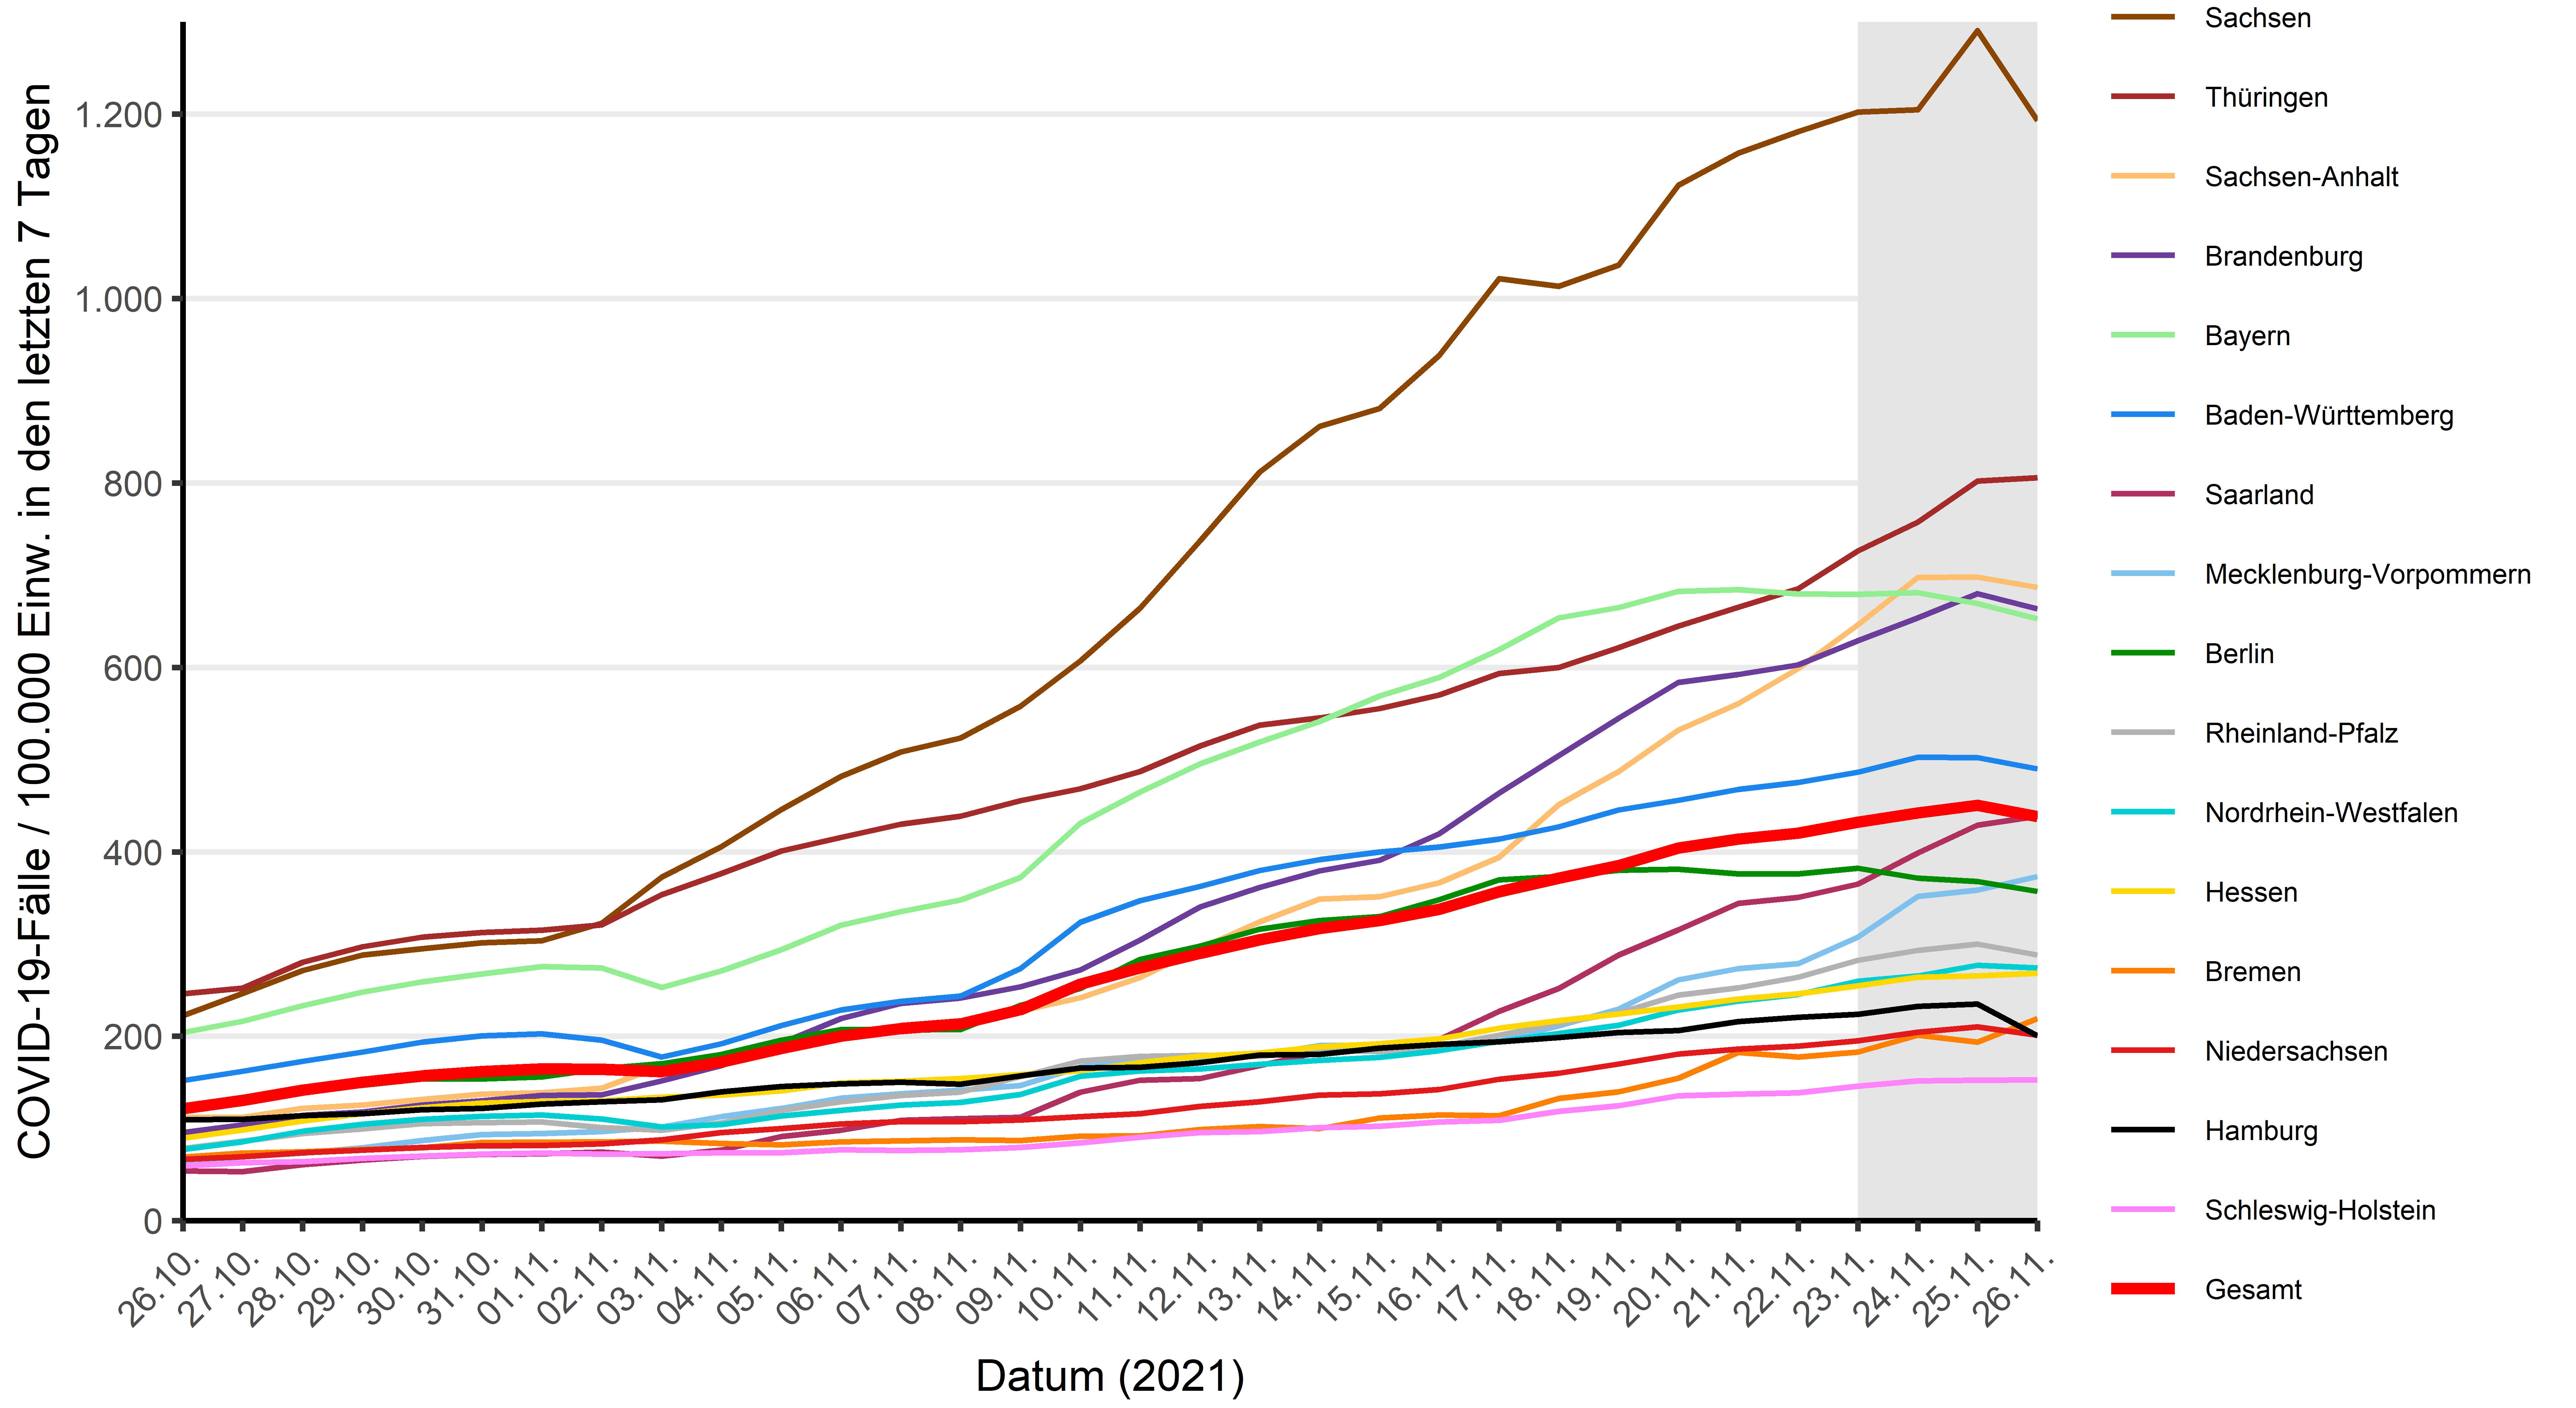 COVID-19-Fälle / 100.000 Einw. in den letzten 7 Tagen
1.200
1.000
800
600
400
200
0
26.10.
27.10.
28.10.
29.10.
30.10.
31.10.
01.11.
02.11.
03.11.
04.11.
05.11.
06.11.
07.11.
08.11.
09.11.
10.11.
11.11.
12.11.
13.11.
14.11.
15.11.
16.11.
17.11.
18.11.
19.11.
20.11.
21.11.
22.11.
23.11.
24.11.
25.11.
26.11.
Datum (2021)
Sachsen
Thüringen
Sachsen-Anhalt
Brandenburg
Bayern
Baden-Württemberg
Saarland
Mecklenburg-Vorpommern
Berlin
Rheinland-Pfalz
Nordrhein-Westfalen
Hessen
Bremen
Niedersachsen
Hamburg
Schleswig-Holstein
Gesamt